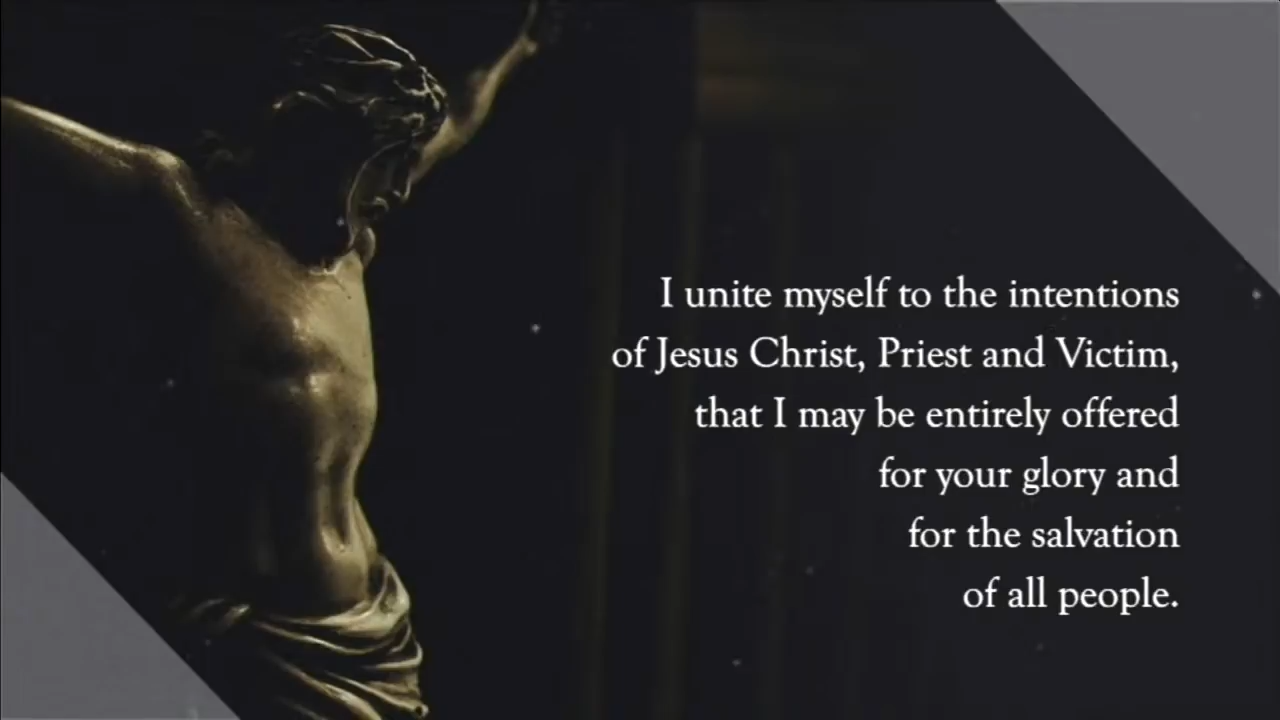 I unite myself to the intentions
of Jesus Christ, Priest and Victim,
that I may be entirely offered
for your glory and
for the salvation
of all people.